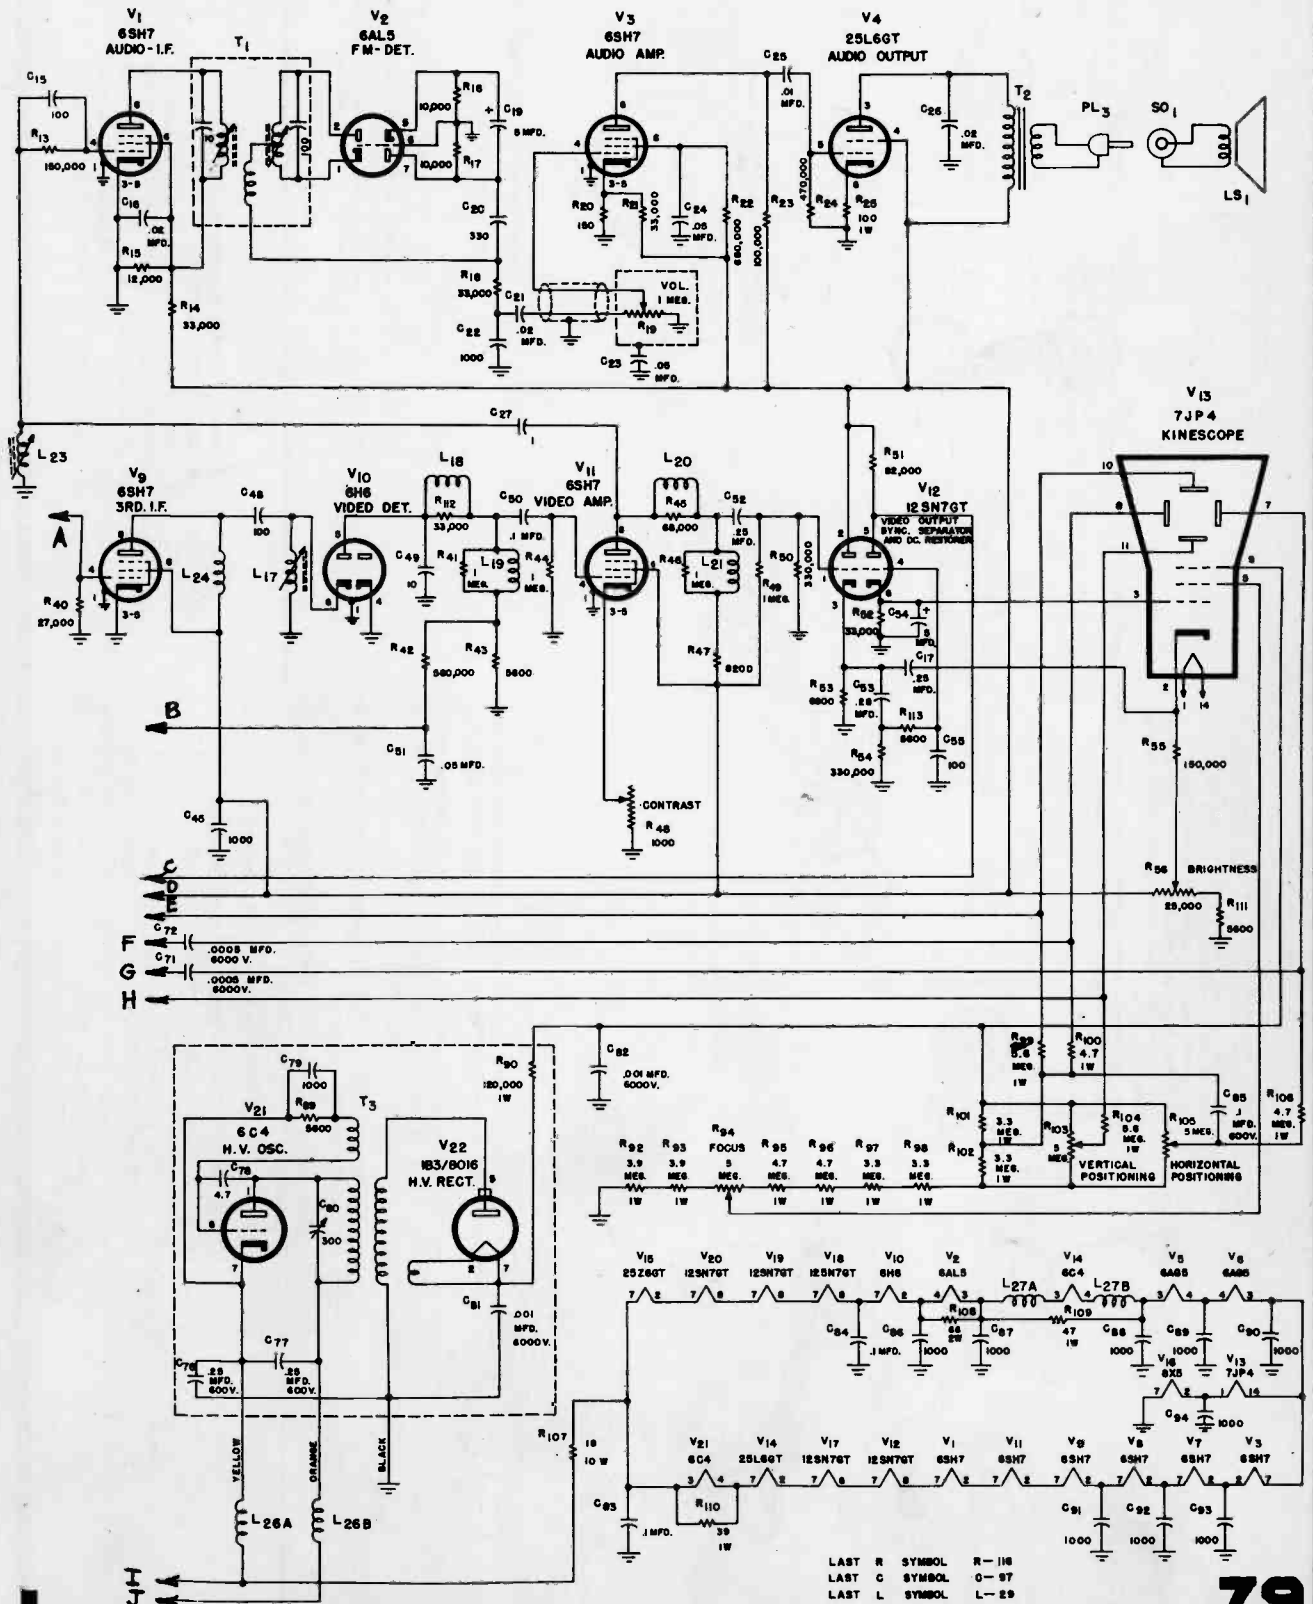 V1
6SH7
AUDIO-I.F.
T1
V2
6AL5
FM-DET.
V3
6SH7
AUDIO AMP.
V4
25L6GT
AUDIO OUTPUT
C15
100
R13
150,000
C16
.02
MFD.
R15
12,000
R14
33,000
10
100
R16
10,000
C19
5 MFD.
R17
10,000
C20
330
R18
33,000
C21
.02
MFD.
C22
1000
R20
150
R21
33,000
C24
.05
MFD.
R22
680,000
R23
100,000
VOL.
1 MEG.
R19
C23
.05
MFD.
C25
.01
MFD.
470,000
R24
R25
100
1W
C26
.02
MFD.
T2
PL3
SO1
LS1
L23
C27
1
V9
6SH7
3RD. I.F.
A
R40
27,000
L24
C48
100
L17
V10
6H6
VIDEO DET.
L18
R112
33,000
C49
10
R41
1
MEG.
L19
C50
.1 MFD.
R44
1
MEG.
R42
560,000
R43
5600
V11
6SH7
VIDEO AMP.
L20
R45
68,000
C52
.25
MFD.
R46
1
MEG.
L21
R49
1 MEG.
R50
330,000
R47
8200
R51
82,000
V12
12SN7GT
VIDEO OUTPUT
SYNC. SEPARATOR
AND DC. RESTORER
R52
33,000
C54
5
MFD.
C17
.25
MFD.
R53
6800
C53
.25
MFD.
R113
5600
R54
330,000
C55
100
V13
7JP4
KINESCOPE
R55
150,000
B
C51
.05 MFD.
CONTRAST
R48
1000
C45
1000
C
D
E
R56
BRIGHTNESS
25,000
R111
5600
F
C72
.0005 MFD.
6000 V.
G
C71
.0005 MFD.
6000V.
H
C79
1000
R89
5600
T3
V21
6C4
H.V. OSC.
C78
4.7
C80
300
V22
1B3/8016
H.V. RECT.
R90
120,000
1W
C81
.001
MFD.
6000V.
C77
.25
MFD.
600V.
C76
.25
MFD.
600V.
C82
.001 MFD.
6000V.
R92
3.9
MEG.
1W
R93
3.9
MEG.
1W
R94
FOCUS
5
MEG.
R95
4.7
MEG.
1W
R96
4.7
MEG.
1W
R97
3.3
MEG.
1W
R98
3.3
MEG.
1W
R99
5.6
MEG.
1W
R100
4.7
1W
R101
3.3
MEG.
1W
R102
3.3
MEG.
1W
R103
5
MEG.
R104
5.6
MEG.
1W
R105
5 MEG.
C85
.1
MFD.
600V.
R106
4.7
MEG.
1W
VERTICAL
POSITIONING
HORIZONTAL
POSITIONING
V15
25Z6GT
V20
12SN7GT
V19
12SN7GT
V18
12SN7GT
V10
6H6
V2
6AL5
L27A
V14
6C4
L27B
V5
6AG5
V6
6AG5
C84
.1 MFD.
C86
1000
R108
68
2W
C87
1000
R109
47
1W
C88
1000
C89
1000
C90
1000
V16
6X5
V13
7JP4
C94
1000
YELLOW
ORANGE
BLACK
R107
18
10 W
V21
6C4
V14
25L6GT
V17
12SN7GT
V12
12SN7GT
V1
6SH7
V11
6SH7
V9
6SH7
V8
6SH7
V7
6SH7
V3
6SH7
C83
.1 MFD.
R110
39
1W
C91
1000
C92
1000
C93
1000
L26A
L26B
I
J
LAST R SYMBOL R-116
LAST C SYMBOL C-97
LAST L SYMBOL L-29
79